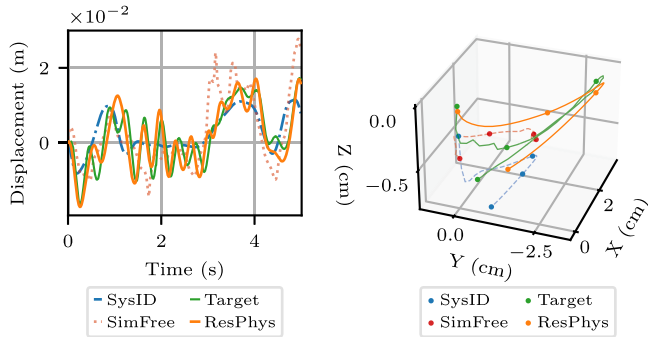 ×10⁻²
Displacement (m)
2
0
0
2
4
Time (s)
SysID
Target
SimFree
ResPhys
0.0
−0.5
Z (cm)
0.0
−2.5
Y (cm)
0
2
X (cm)
SysID
Target
SimFree
ResPhys